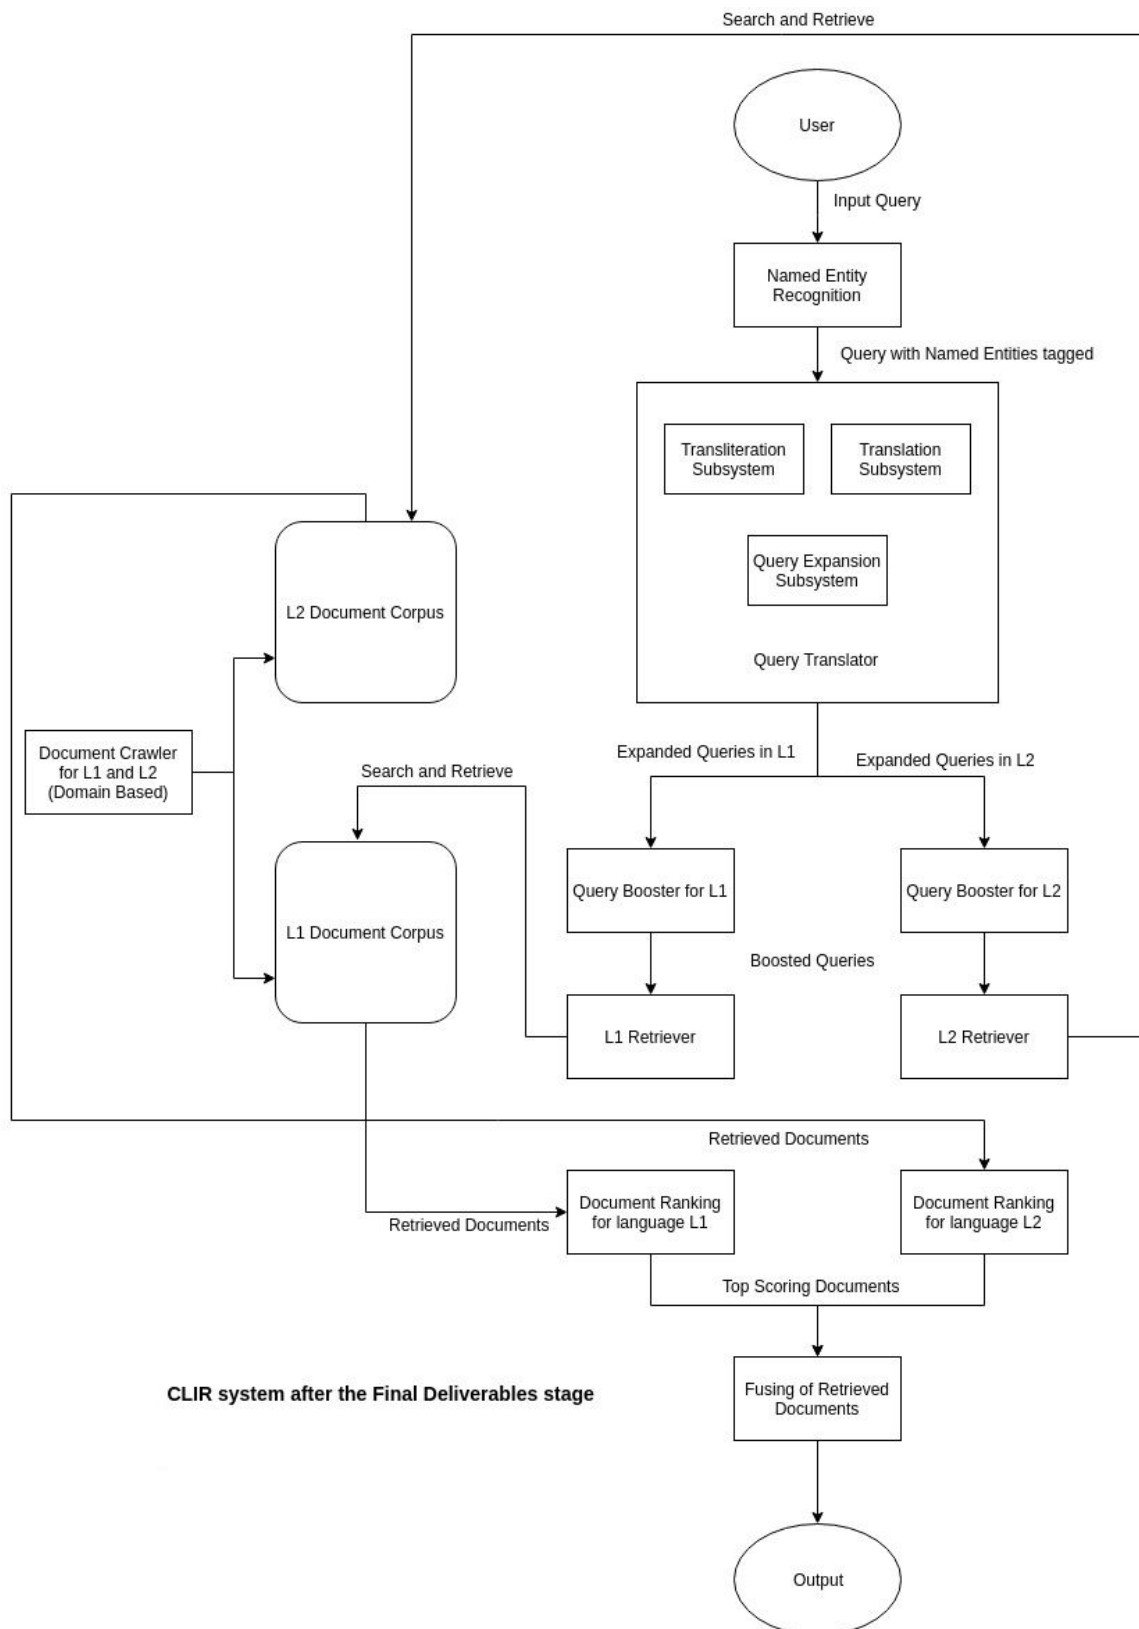 Search and Retrieve
User
Input Query
Named Entity
Recognition
Query with Named Entities tagged
Transliteration
Subsystem
Translation
Subsystem
Query Expansion
Subsystem
Query Translator
L2 Document Corpus
Document Crawler
for L1 and L2
(Domain Based)
Search and Retrieve
L1 Document Corpus
Expanded Queries in L1
Expanded Queries in L2
Query Booster for L1
Query Booster for L2
Boosted Queries
L1 Retriever
L2 Retriever
Retrieved Documents
Retrieved Documents
Document Ranking
for language L1
Document Ranking
for language L2
Top Scoring Documents
CLIR system after the Final Deliverables stage
Fusing of Retrieved
Documents
Output